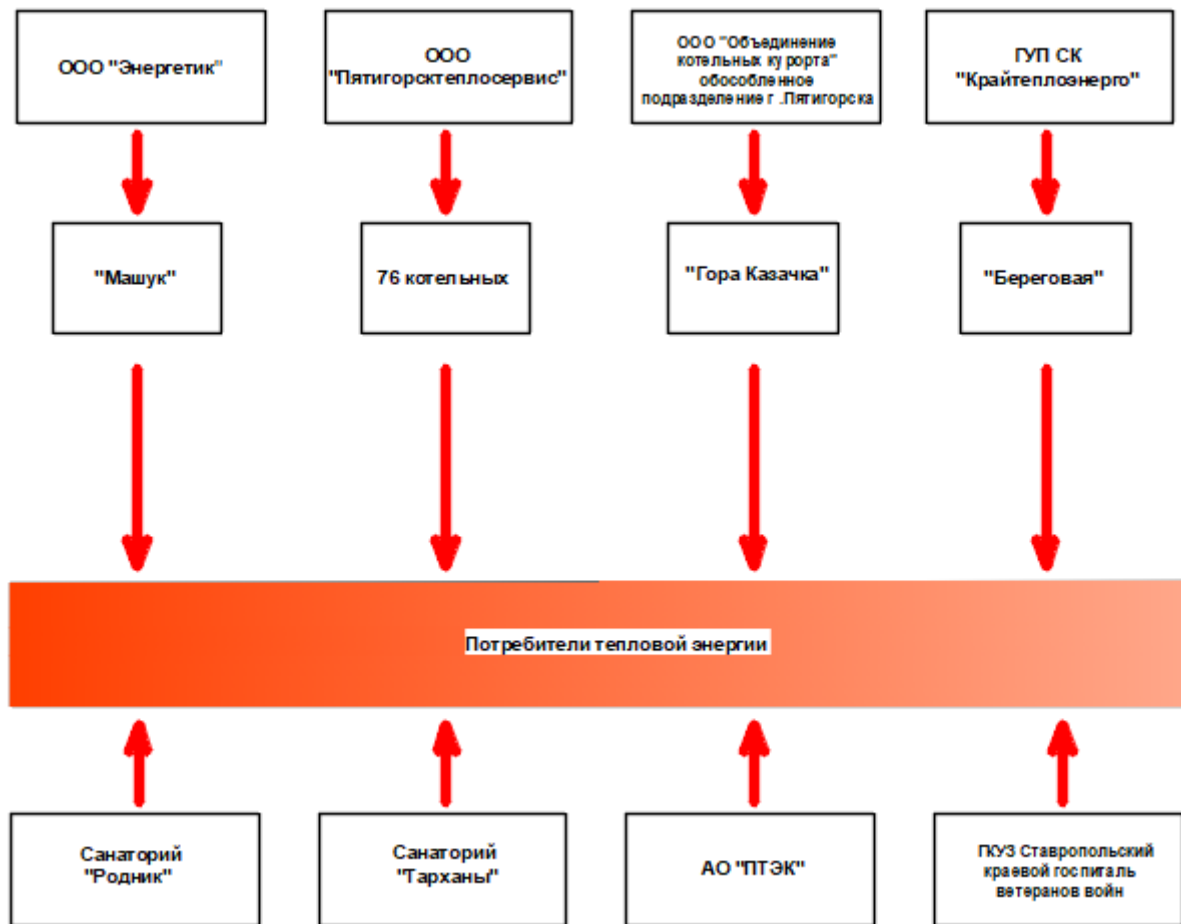 ООО "Энергетик"
ООО
"Пятигорсктеплосервис"
ООО "Объединение
котельных курорта"
обособленное
подразделение г .Пятигорска
ГУП СК
"Крайтеплоэнерго"
"Машук"
76 котельных
"Гора Казачка"
"Береговая"
Потребители тепловой энергии
Санаторий
"Родник"
Санаторий
"Тарханы"
АО "ПТЭК"
ГКУЗ Ставропольский
краевой госпиталь
ветеранов войн